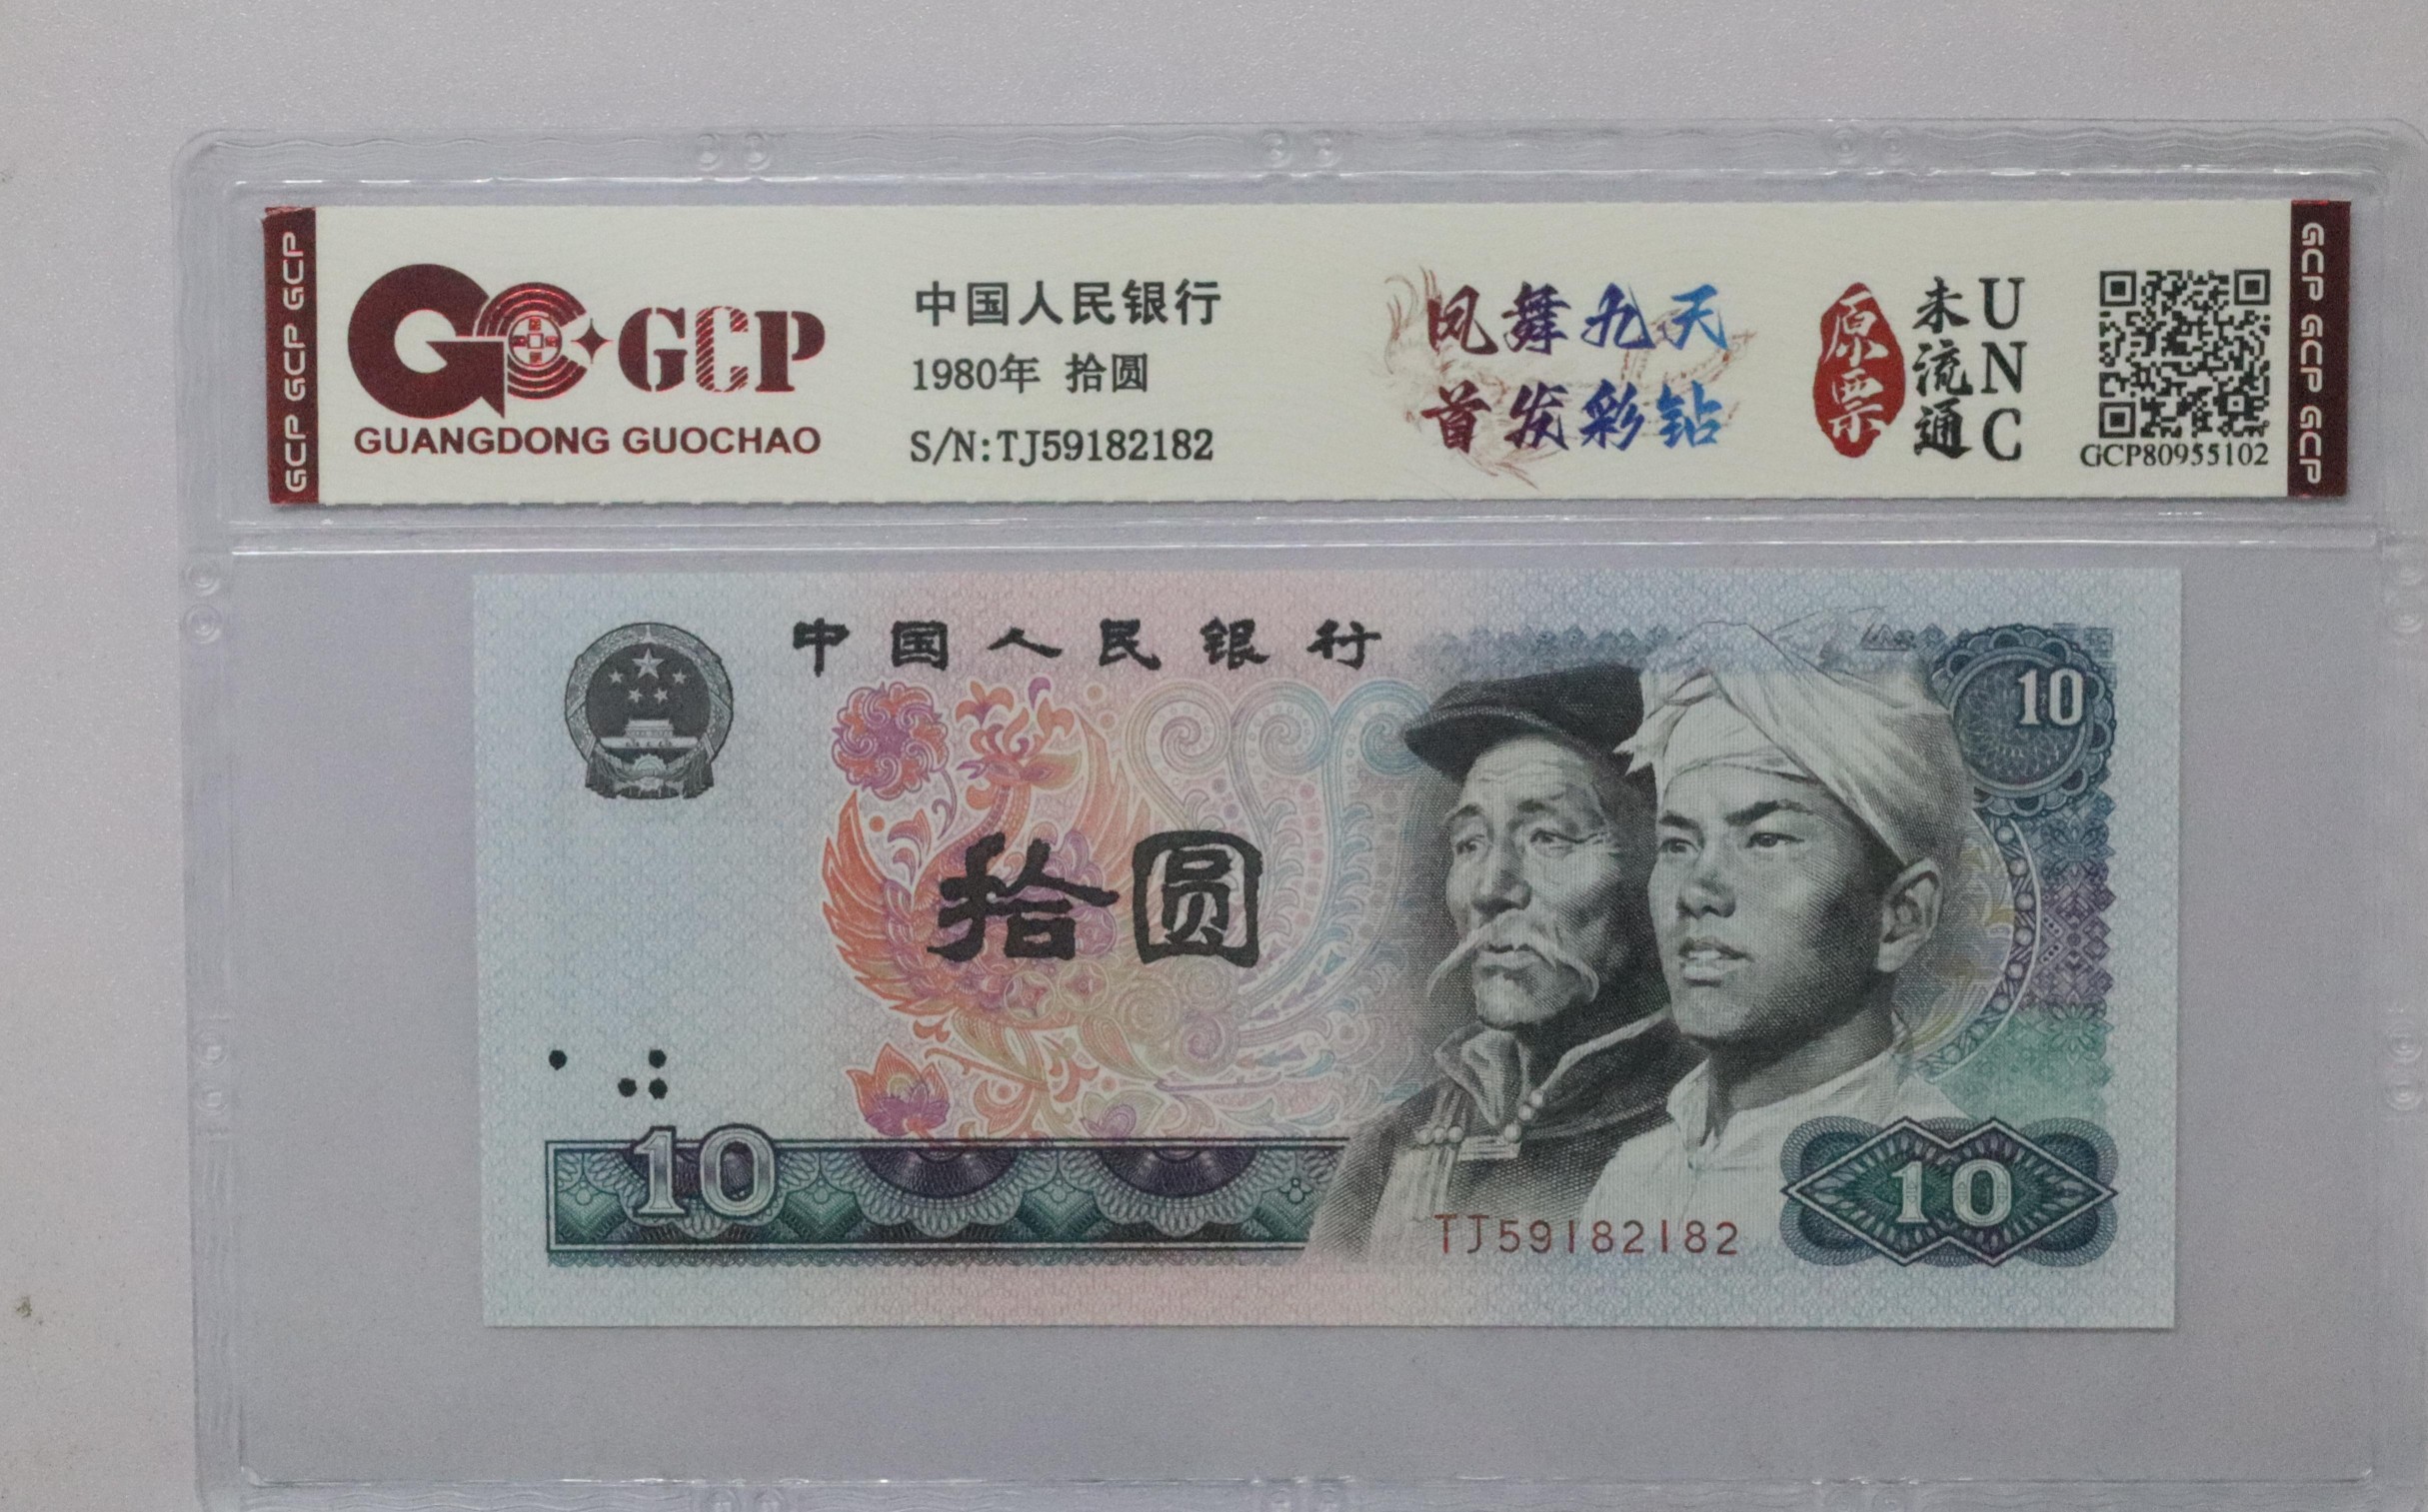 GCP GCP GCP
GCP
GUANGDONG GUOCHAO
中国人民银行
1980年 拾圆
S/N:TJ59182182
凤舞九天
首发彩钻
原票
未流通
UNC
GCP80955102
GCP GCP GCP
中国人民银行
10
拾圆
10
TJ59182182
10